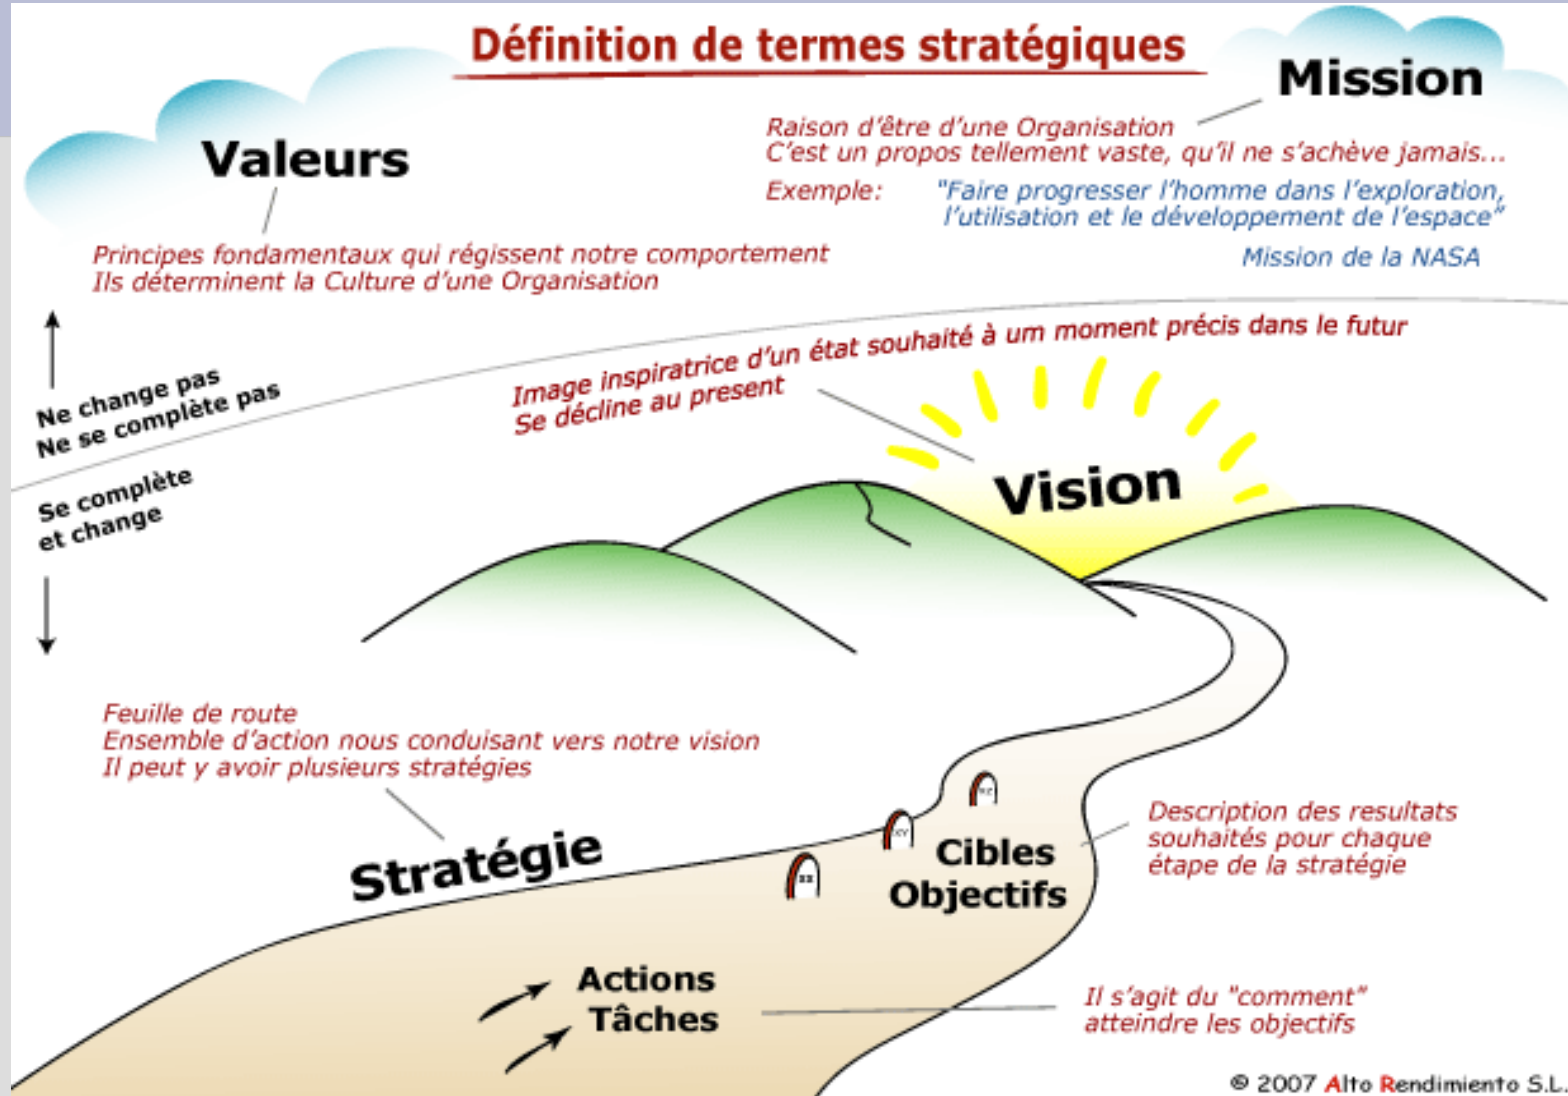 Définition de termes stratégiques
Mission
Raison d'être d'une Organisation
C'est un propos tellement vaste, qu'il ne s'achève jamais...
Exemple: "Faire progresser l'homme dans l'exploration,
l'utilisation et le développement de l'espace"
Mission de la NASA
Valeurs
Principes fondamentaux qui régissent notre comportement
Ils déterminent la Culture d'une Organisation
Ne change pas
Ne se complète pas
Se complète
et change
Image inspiratrice d'un état souhaité à um moment précis dans le futur
Se décline au present
Vision
Feuille de route
Ensemble d'action nous conduisant vers notre vision
Il peut y avoir plusieurs stratégies
Stratégie
Cibles
Objectifs
Description des resultats
souhaités pour chaque
étape de la stratégie
Actions
Tâches
Il s'agit du "comment"
atteindre les objectifs
© 2007 Alto Rendimiento S.L.